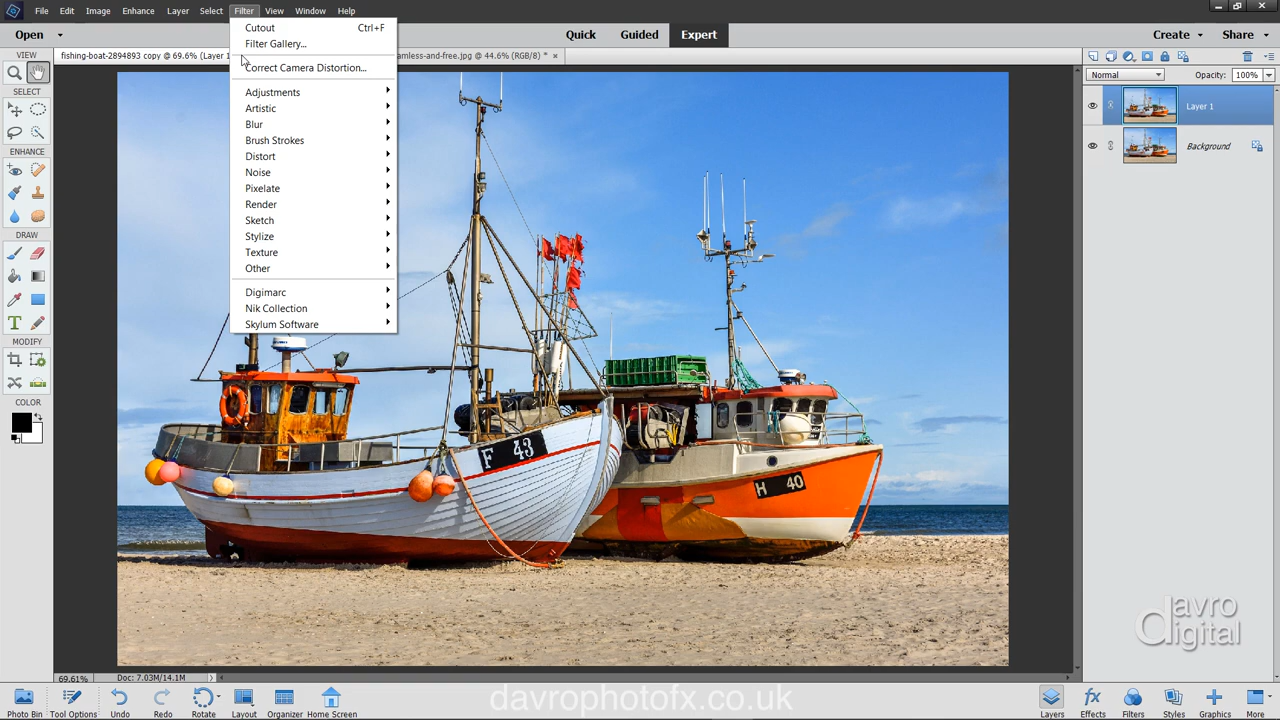 File Edit Image Enhance Layer Select Filter View Window Help
Open
Quick Guided Expert
Create Share
VIEW
SELECT
ENHANCE
DRAW
MODIFY
COLOR
fishing-boat-2894893 copy @ 69.6% (Layer 1
amless-and-free.jpg @ 44.6% (RGB/8) * ×
Cutout Ctrl+F
Filter Gallery...
Correct Camera Distortion...
Adjustments
Artistic
Blur
Brush Strokes
Distort
Noise
Pixelate
Render
Sketch
Stylize
Texture
Other
Digimarc
Nik Collection
Skylum Software
F 43
H 40
Normal Opacity: 100%
Layer 1
Background
davro
digital
69.61% Doc: 7.03M/14.1M
davrophotofx.co.uk
Photo Bin Tool Options Undo Redo Rotate Layout Organizer Home Screen
Layers Effects Filters Styles Graphics More